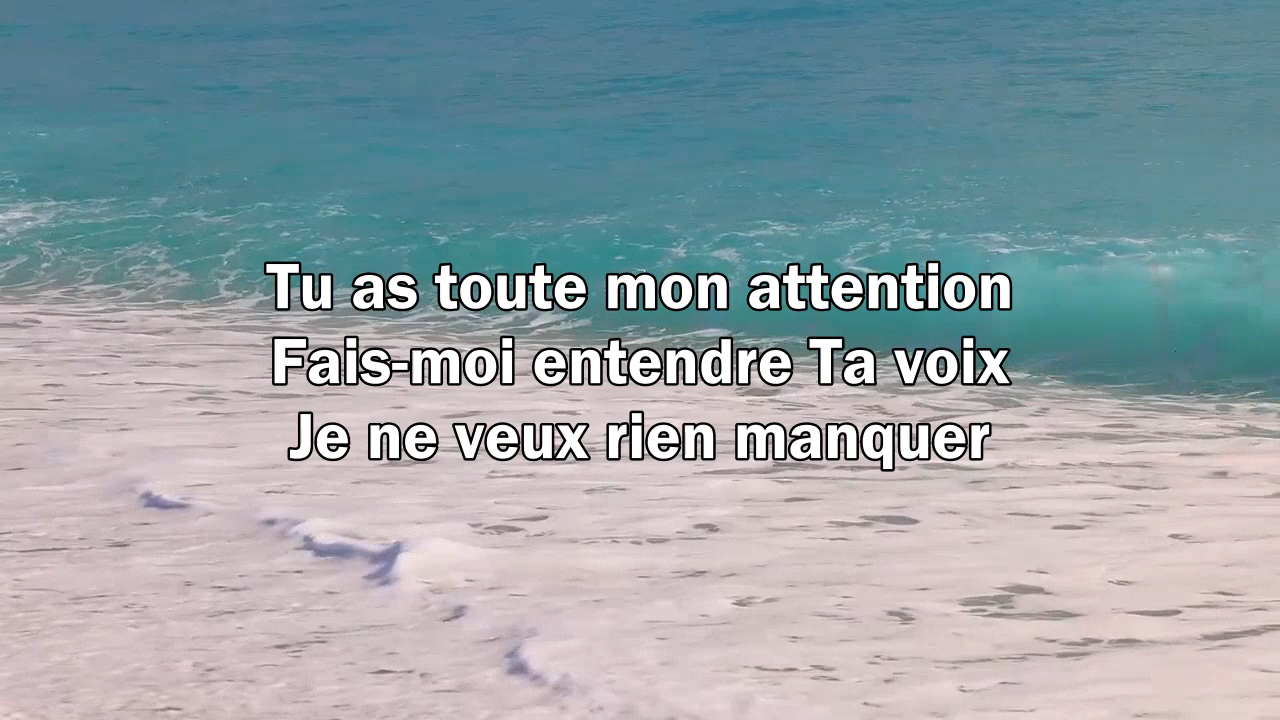 Tu as toute mon attention
Fais-moi entendre Ta voix
Je ne veux rien manquer